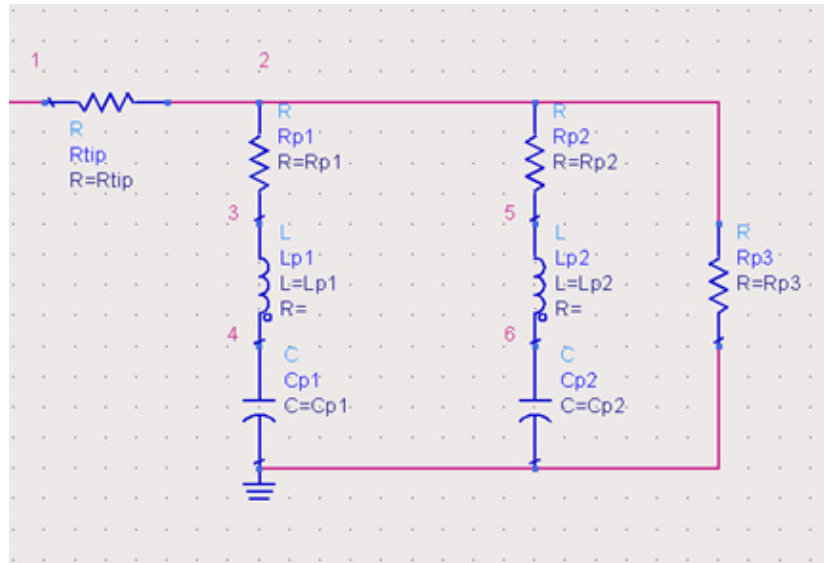 1
2
R
Rtip
R=Rtip
R
Rp1
R=Rp1
R
Rp2
R=Rp2
3
5
L
Lp1
L=Lp1
R=
L
Lp2
L=Lp2
R=
R
Rp3
R=Rp3
4
6
C
Cp1
C=Cp1
C
Cp2
C=Cp2